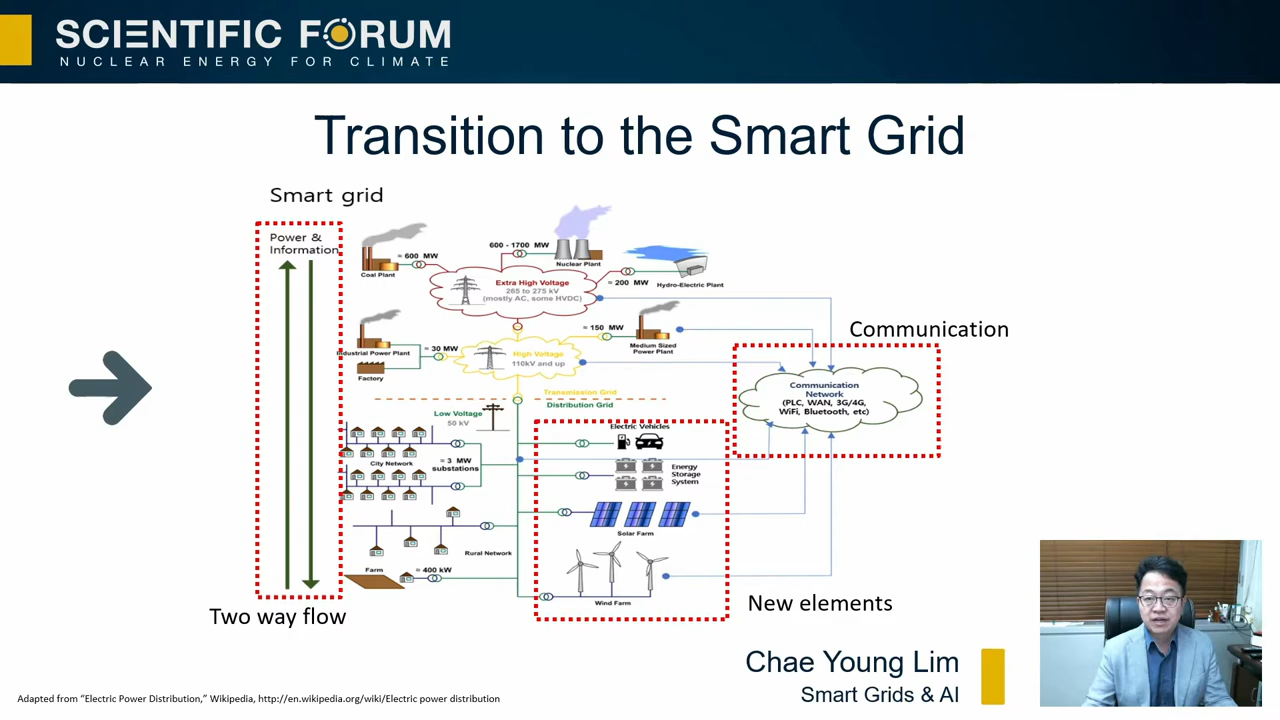 SCIENTIFIC FORUM
NUCLEAR ENERGY FOR CLIMATE
Transition to the Smart Grid
Smart grid
Power &
Information
≈ 600 MW
Coal Plant
600 - 1700 MW
Nuclear Plant
≈ 200 MW
Hydro-Electric Plant
Extra High Voltage
265 to 275 kV
(mostly AC, some HVDC)
Industrial Power Plant
≈ 30 MW
Factory
High Voltage
110kV and up
≈ 150 MW
Medium Sized
Power Plant
Communication
Communication
Network
(PLC, WAN, 3G/4G,
WiFi, Bluetooth, etc)
Transmission Grid
Distribution Grid
Low Voltage
50 kV
City Network
≈ 3 MW
substations
Electric Vehicles
Energy
Storage
System
Solar Farm
Rural Network
Farm
≈ 400 kW
Wind Farm
Two way flow
New elements
Chae Young Lim
Smart Grids & AI
Adapted from “Electric Power Distribution,” Wikipedia, http://en.wikipedia.org/wiki/Electric power distribution